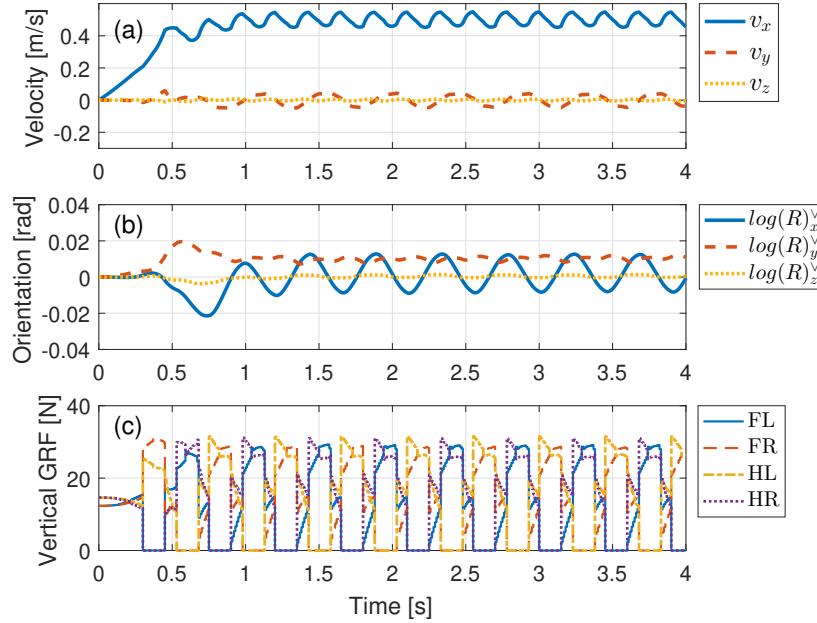 (a)
Velocity [m/s]
0.4
0.2
0
-0.2
0 0.5 1 1.5 2 2.5 3 3.5 4
v_x
v_y
v_z
(b)
Orientation [rad]
0.04
0.02
0
-0.02
-0.04
0 0.5 1 1.5 2 2.5 3 3.5 4
log(R)_x^∨
log(R)_y^∨
log(R)_z^∨
(c)
Vertical GRF [N]
40
20
0
0 0.5 1 1.5 2 2.5 3 3.5 4
Time [s]
FL
FR
HL
HR